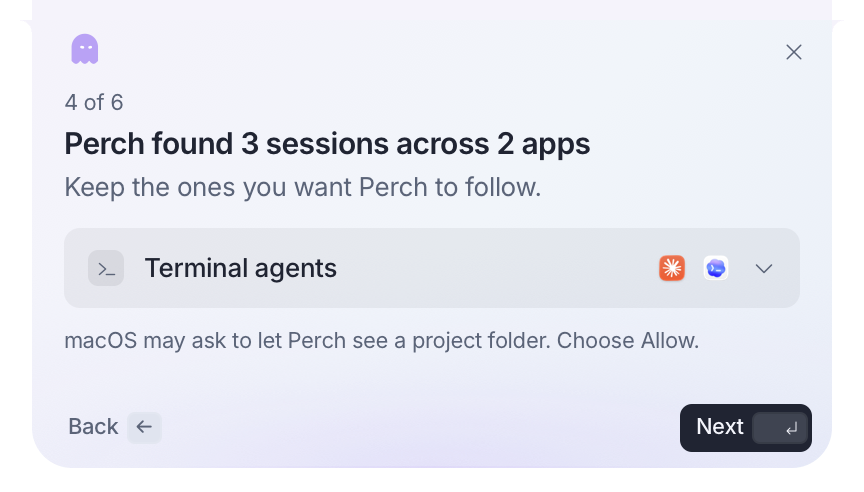 4 of 6
Perch found 3 sessions across 2 apps
Keep the ones you want Perch to follow.
Terminal agents
macOS may ask to let Perch see a project folder. Choose Allow.
Back
Next